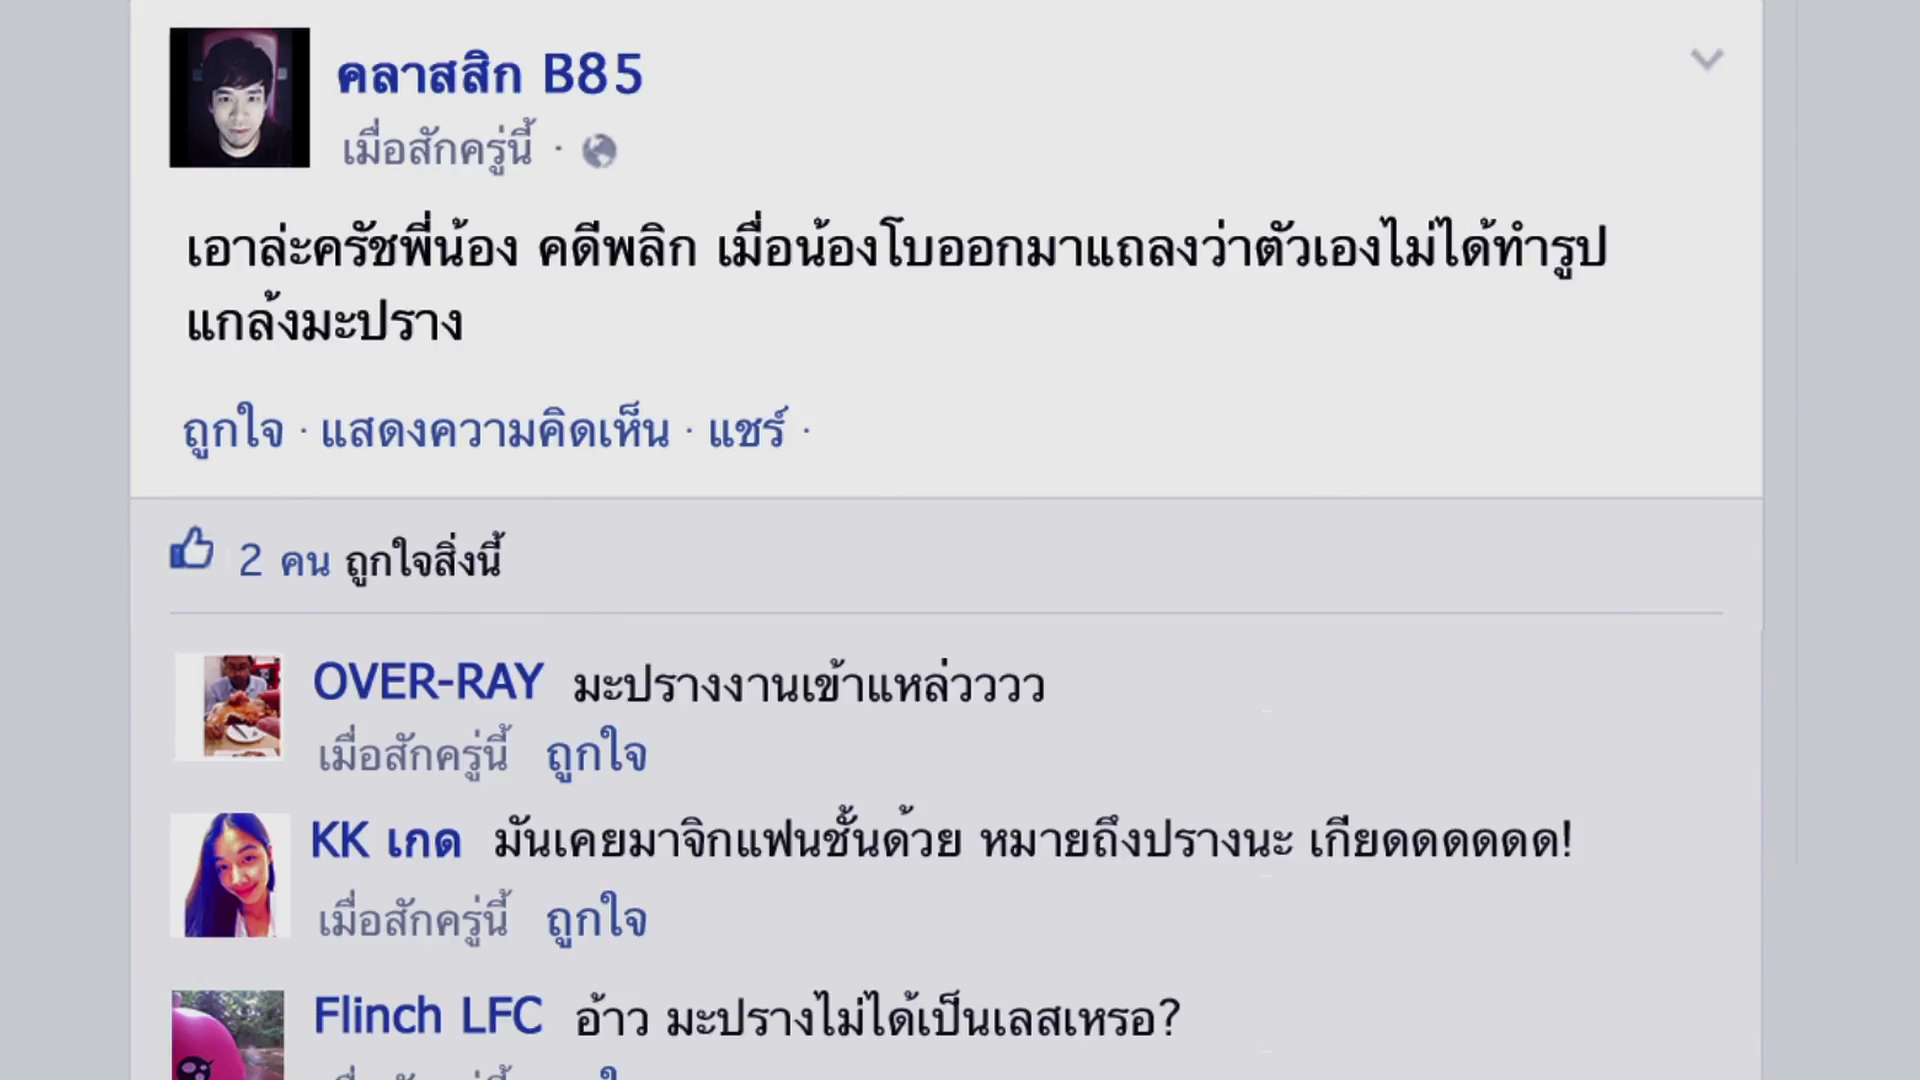 คลาสสิก B85
เมื่อสักครู่นี้ ·
เอาล่ะครัชพี่น้อง คดีพลิก เมื่อน้องโบออกมาแถลงว่าตัวเองไม่ได้ทำรูป
แกล้งมะปราง
ถูกใจ · แสดงความคิดเห็น · แชร์ ·
2 คน ถูกใจสิ่งนี้
OVER-RAY มะปรางงานเข้าแหล่วววว
เมื่อสักครู่นี้ ถูกใจ
KK เกด มันเคยมาจิกแฟนชั้นด้วย หมายถึงปรางนะ เกียดดดดดด!
เมื่อสักครู่นี้ ถูกใจ
Flinch LFC อ้าว มะปรางไม่ได้เป็นเลสเหรอ?